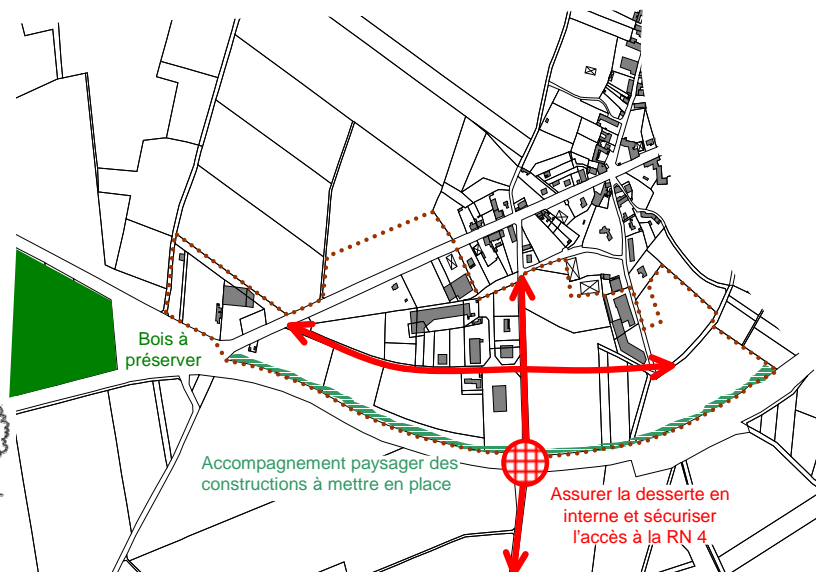 Bois à
préserver
Accompagnement paysager des
constructions à mettre en place
Assurer la desserte en
interne et sécuriser
l'accès à la RN 4